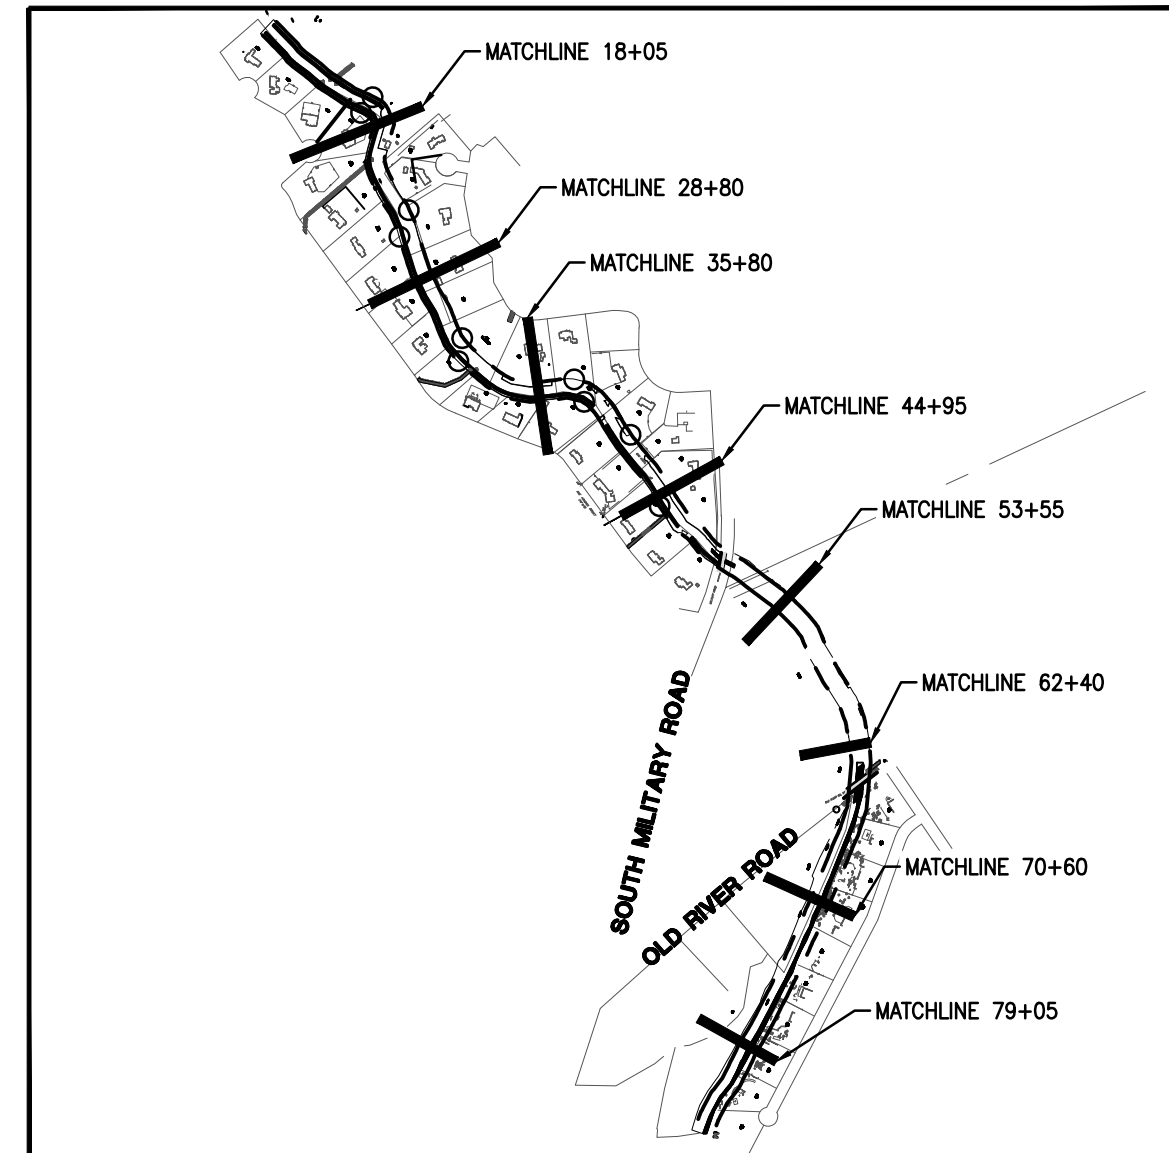 MATCHLINE 18+05
MATCHLINE 28+80
MATCHLINE 35+80
MATCHLINE 44+95
MATCHLINE 53+55
MATCHLINE 62+40
SOUTH MILITARY ROAD
OLD RIVER ROAD
MATCHLINE 70+60
MATCHLINE 79+05